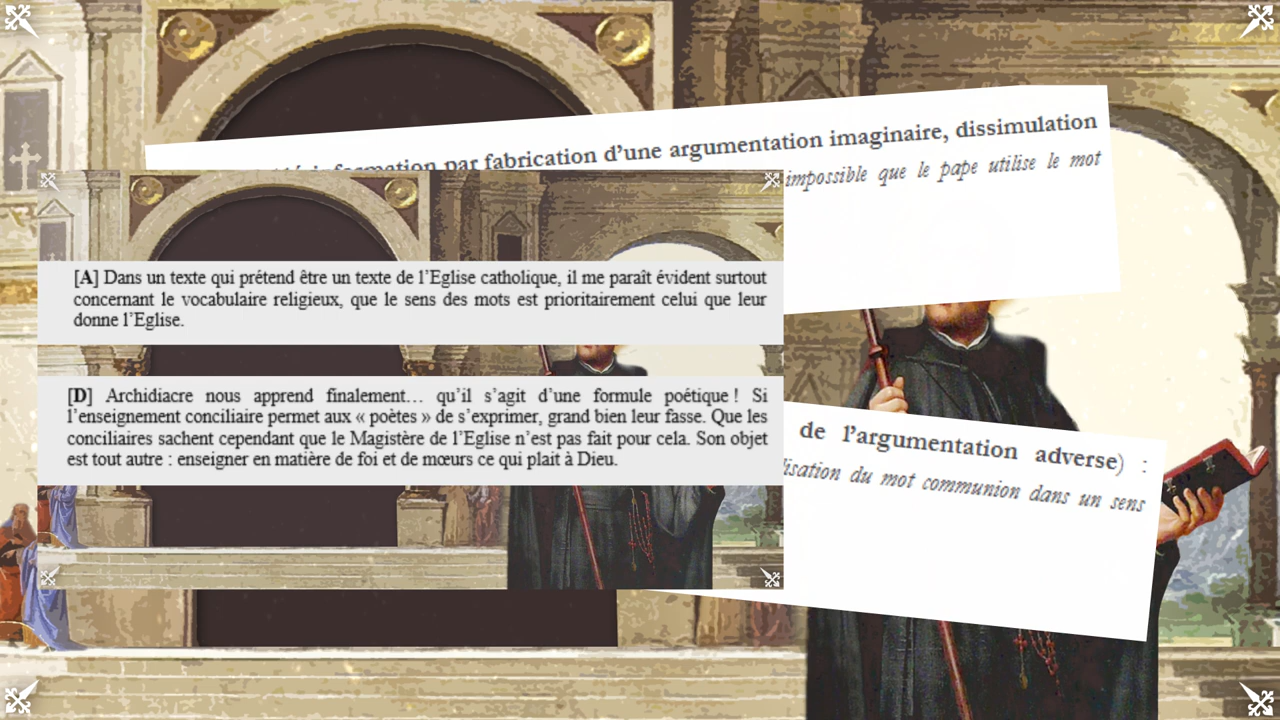 formation par fabrication d’une argumentation imaginaire, dissimulation
impossible que le pape utilise le mot
[A] Dans un texte qui prétend être un texte de l’Eglise catholique, il me paraît évident surtout
concernant le vocabulaire religieux, que le sens des mots est prioritairement celui que leur
donne l’Eglise.
[D] Archidiacre nous apprend finalement… qu’il s’agit d’une formule poétique ! Si
l’enseignement conciliaire permet aux « poètes » de s’exprimer, grand bien leur fasse. Que les
conciliaires sachent cependant que le Magistère de l’Eglise n’est pas fait pour cela. Son objet
est tout autre : enseigner en matière de foi et de mœurs ce qui plait à Dieu.
de l’argumentation adverse) :
du mot communion dans un sens